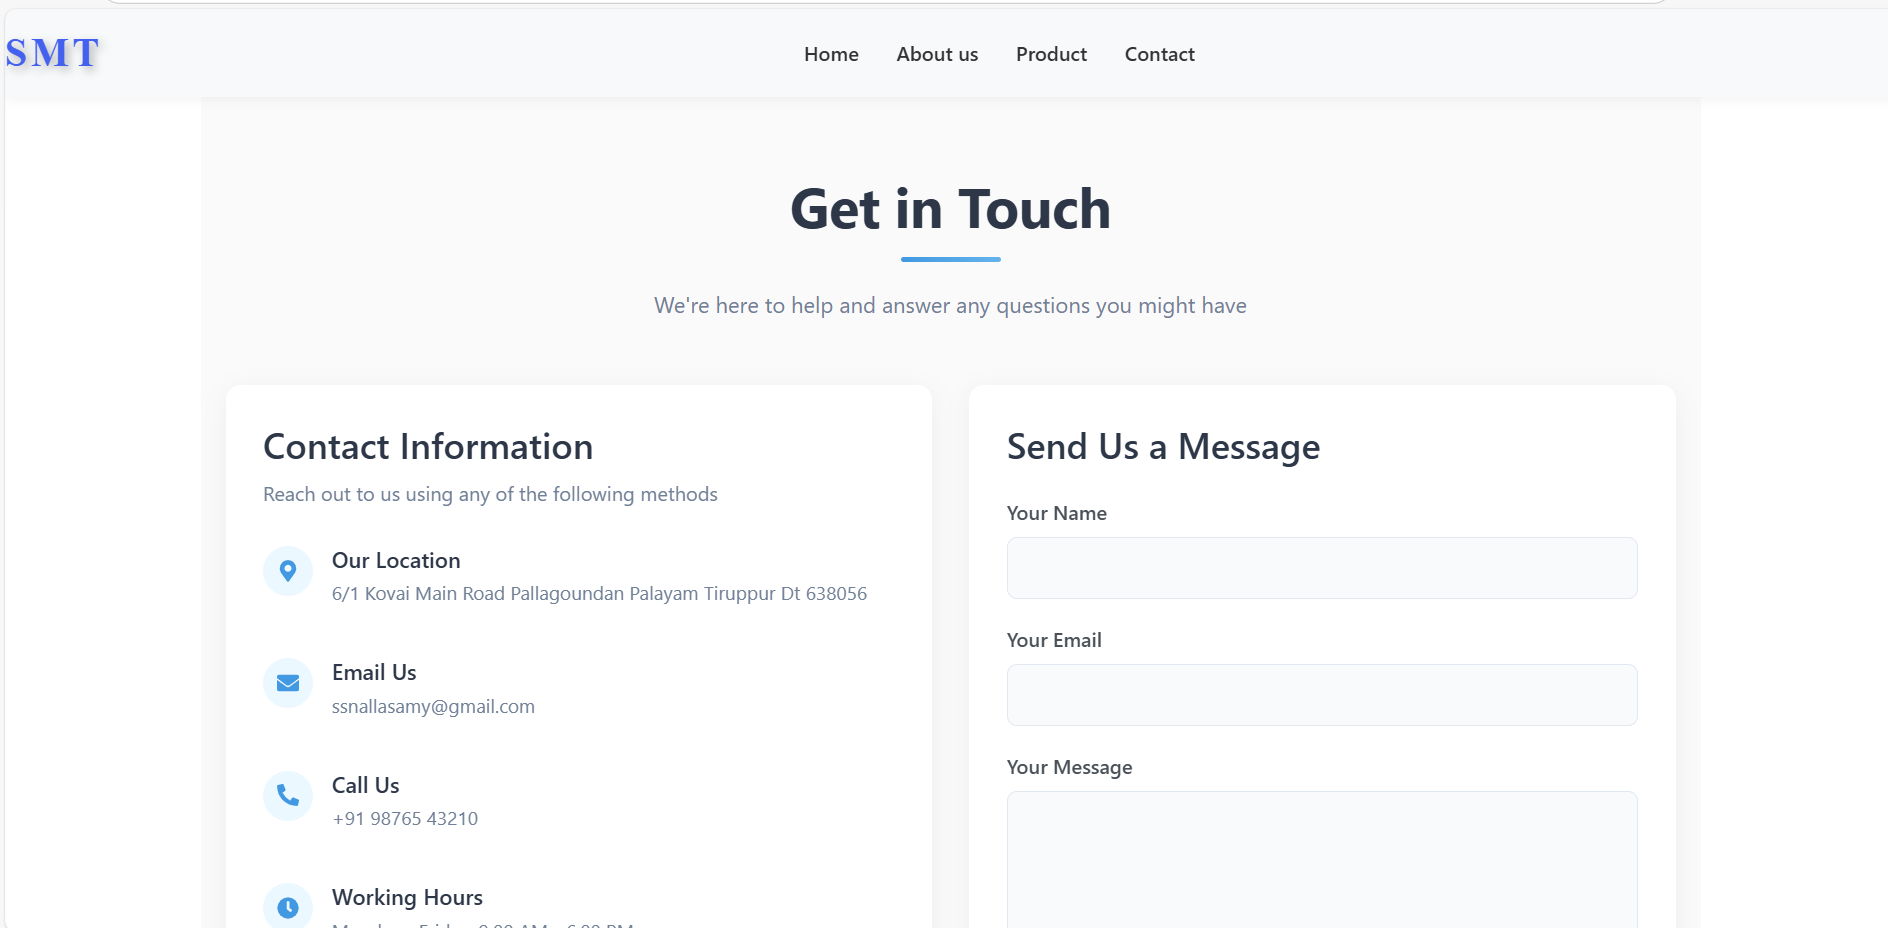 SMT
Home
About us
Product
Contact
Get in Touch
We're here to help and answer any questions you might have
Contact Information
Reach out to us using any of the following methods
Our Location
6/1 Kovai Main Road Pallagoundan Palayam Tiruppur Dt 638056
Email Us
ssnallasamy@gmail.com
Call Us
+91 98765 43210
Working Hours
Send Us a Message
Your Name
Your Email
Your Message